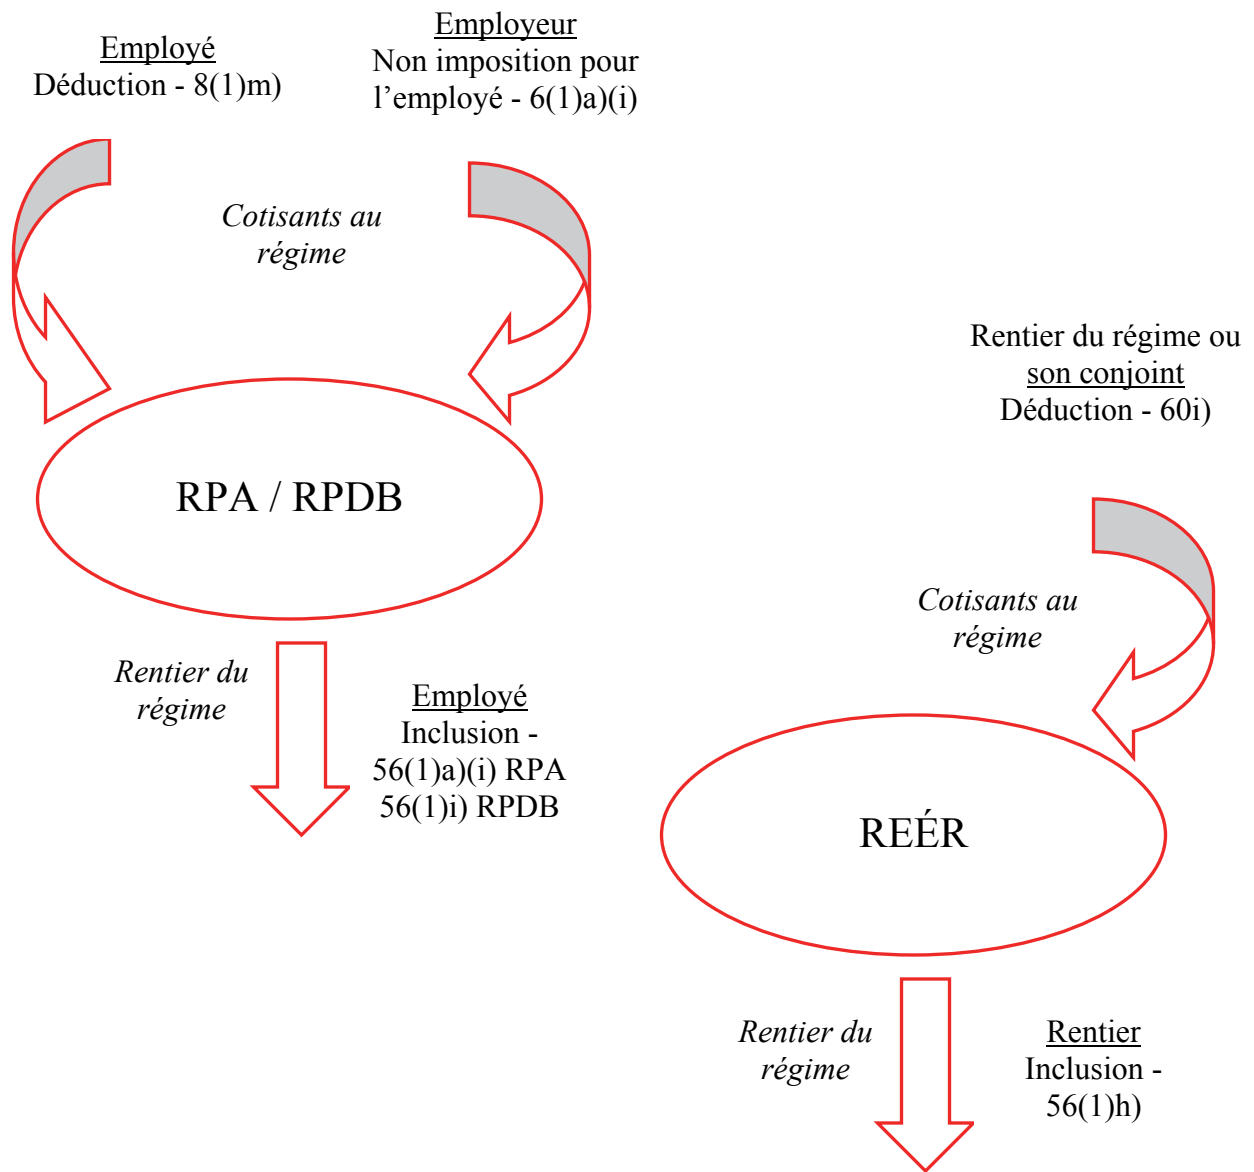 Employé
Déduction - 8(1)m)
Employeur
Non imposition pour
l’employé - 6(1)a)(i)
Cotisants au
régime
RPA / RPDB
Rentier du
régime
Employé
Inclusion -
56(1)a)(i) RPA
56(1)i) RPDB
Rentier du régime ou
son conjoint
Déduction - 60i)
Cotisants au
régime
REÉR
Rentier du
régime
Rentier
Inclusion -
56(1)h)